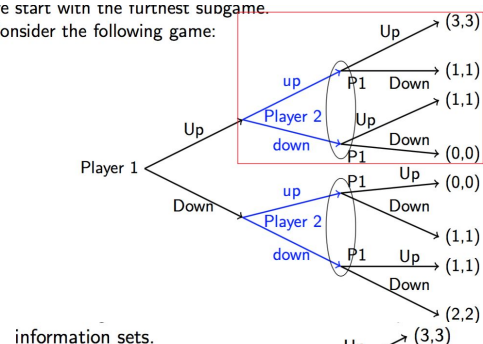 e start with the furthest subgame.
onsider the following game:
Up
(3,3)
up
P1
Down
(1,1)
(1,1)
Player 2
Up
Up
down
Down
P1
(0,0)
Player 1
P1
Up
(0,0)
up
Down
Down
Player 2
(1,1)
down
P1
Up
(1,1)
Down
(2,2)
information sets.
(3,3)